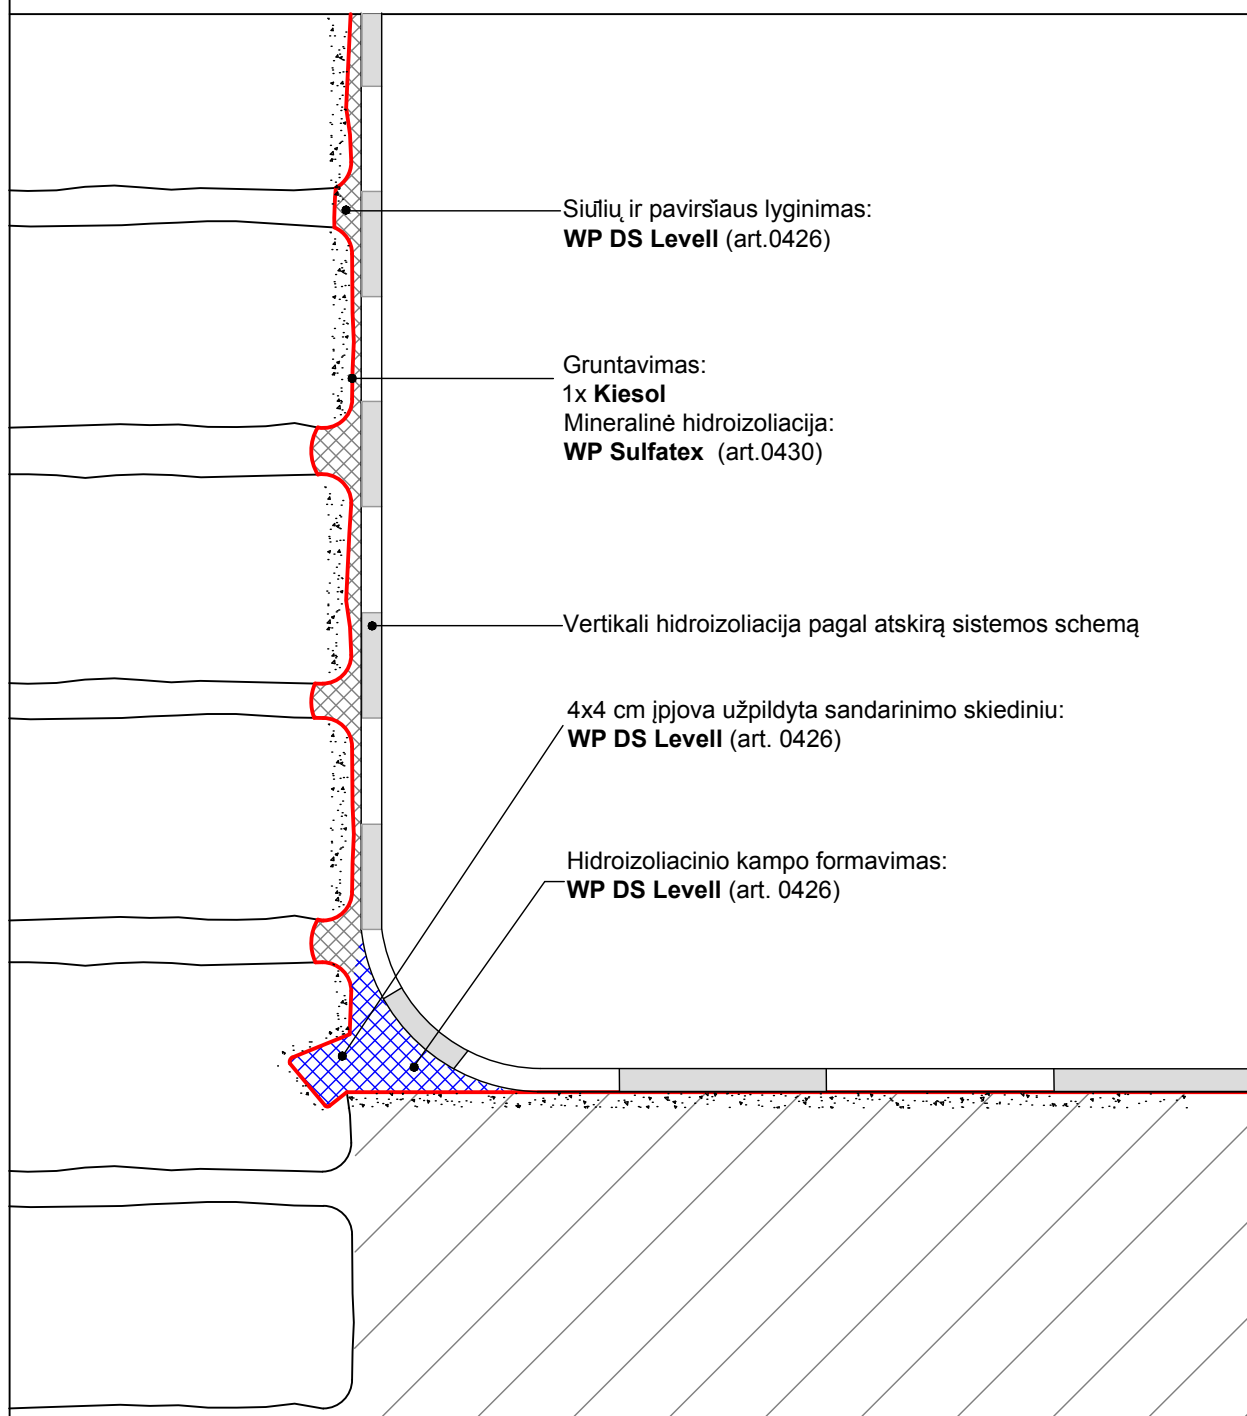 Siūlių ir paviršiaus lyginimas:
WP DS Levell (art.0426)
Gruntavimas:
1x Kiesol
Mineralinė hidroizoliacija:
WP Sulfatex (art.0430)
Vertikali hidroizoliacija pagal atskirą sistemos schemą
4x4 cm įpjova užpildyta sandarinimo skiediniu:
WP DS Levell (art. 0426)
Hidroizoliacinio kampo formavimas:
WP DS Levell (art. 0426)